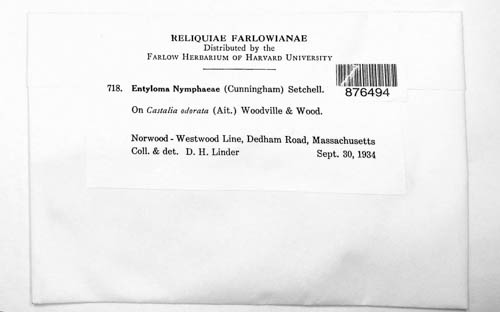 RELIQUIAE FARLOWIANAE
Distributed by the
FARLOW HERBARIUM OF HARVARD UNIVERSITY
876494
718. Entyloma Nymphaeae (Cunningham) Setchell.
On Castalia odorata (Ait.) Woodville & Wood.
Norwood - Westwood Line, Dedham Road, Massachusetts
Coll. & det. D. H. Linder Sept. 30, 1934